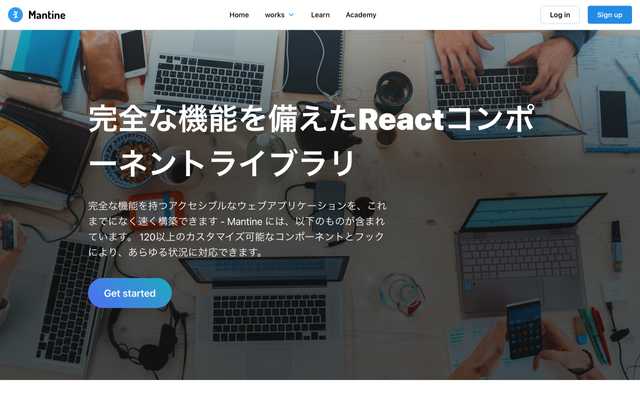 Mantine
Home
works
Learn
Academy
Log in
Sign up
完全な機能を備えたReactコンポ
ーネントライブラリ
完全な機能を持つアクセシブルなウェブアプリケーションを、これ
までになく速く構築できます - Mantine には、以下のものが含まれ
ています。 120以上のカスタマイズ可能なコンポーネントとフック
により、あらゆる状況に対応できます。
Get started